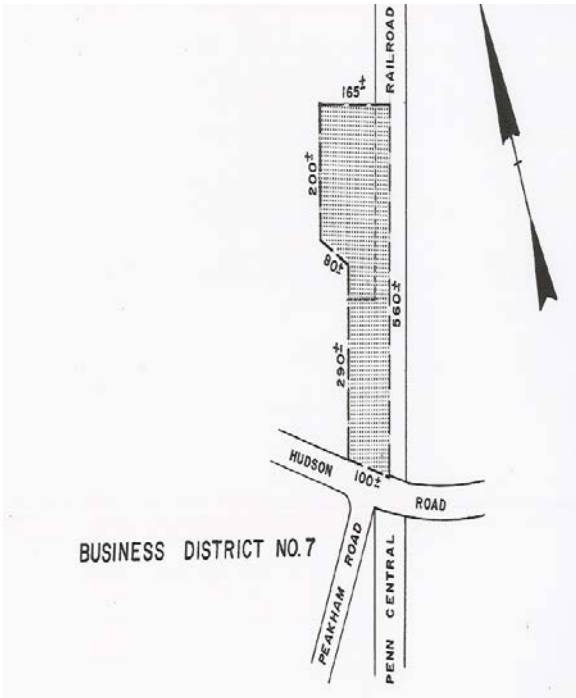 RAILROAD
165±
200±
80±
560±
290±
HUDSON
100±
ROAD
BUSINESS DISTRICT NO. 7
PEAKHAM ROAD
PENN CENTRAL